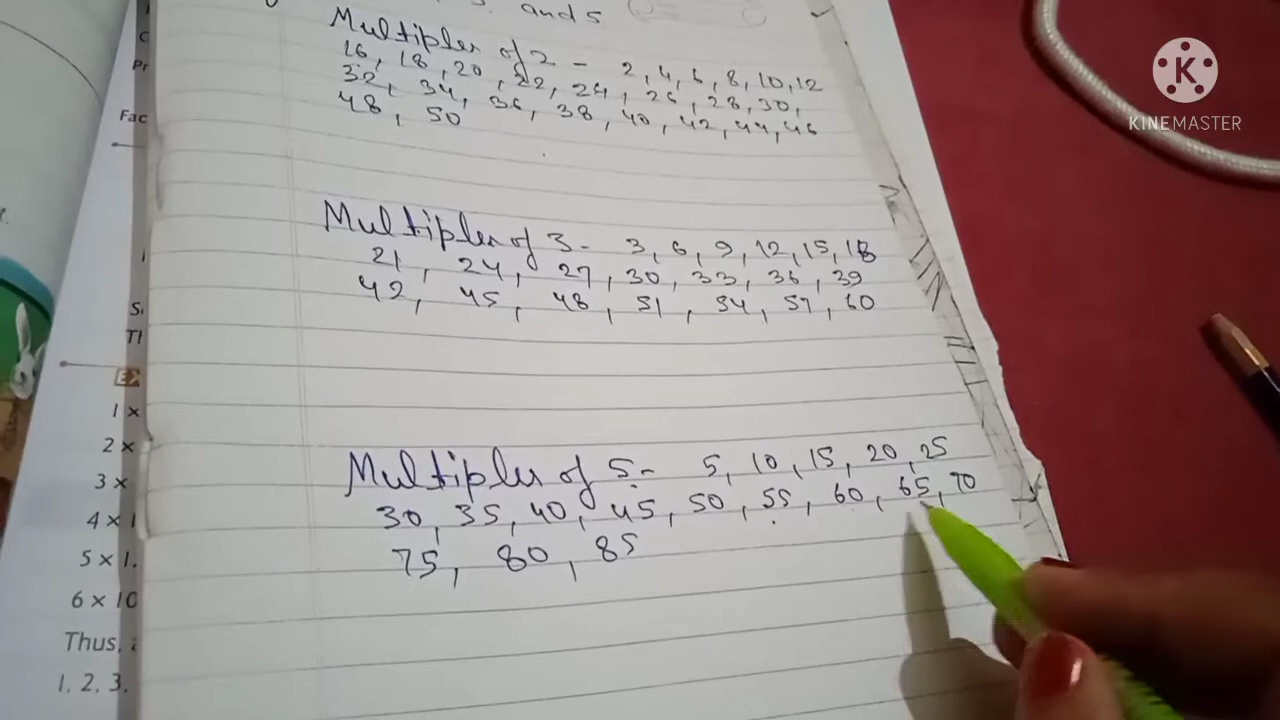 3. and 5
Multiples of 2 - 2, 4, 6, 8, 10, 12
16, 18, 20, 22, 24, 26, 28, 30,
32, 34, 36, 38, 40, 42, 44, 46
48, 50
Multiples of 3 - 3, 6, 9, 12, 15, 18
21, 24, 27, 30, 33, 36, 39
42, 45, 48, 51, 54, 57, 60
Multiples of 5 - 5, 10, 15, 20, 25
30, 35, 40, 45, 50, 55, 60, 65, 70
75, 80, 85
Fac
EX
1 ×
2 ×
3 ×
4 × 1
5 × 1.
6 × 10
Thus,
1, 2, 3.
K
KINEMASTER